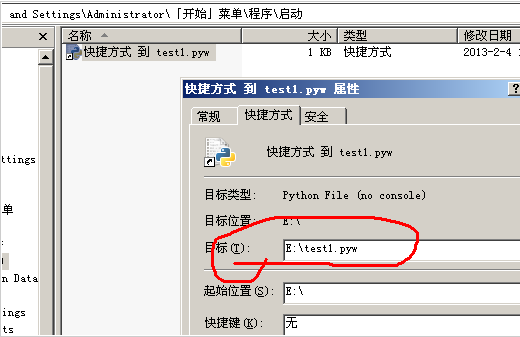 and Settings\Administrator\「开始」菜单\程序\启动
名称 大小 类型 修改日期
快捷方式 到 test1.pyw 1 KB 快捷方式 2013-2-4
快捷方式 到 test1.pyw 属性
常规 快捷方式 安全
快捷方式 到 test1.pyw
ttings
目标类型: Python File (no console)
单
目标位置: E:\
目标(T): E:\test1.pyw
n Data
起始位置(S): E:\
ings
快捷键(K): 无
ts